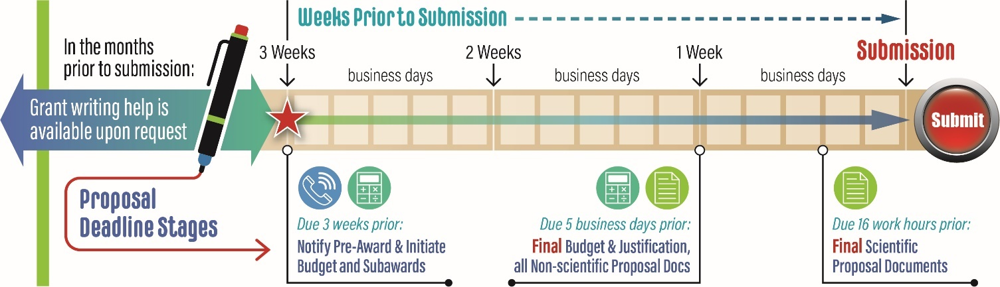 Weeks Prior to Submission
In the months
prior to submission:
3 Weeks
2 Weeks
1 Week
Submission
business days
business days
business days
Grant writing help is
available upon request
Submit
Proposal
Deadline Stages
Due 3 weeks prior:
Notify Pre-Award & Initiate
Budget and Subawards
Due 5 business days prior:
Final Budget & Justification,
all Non-scientific Proposal Docs
Due 16 work hours prior:
Final Scientific
Proposal Documents